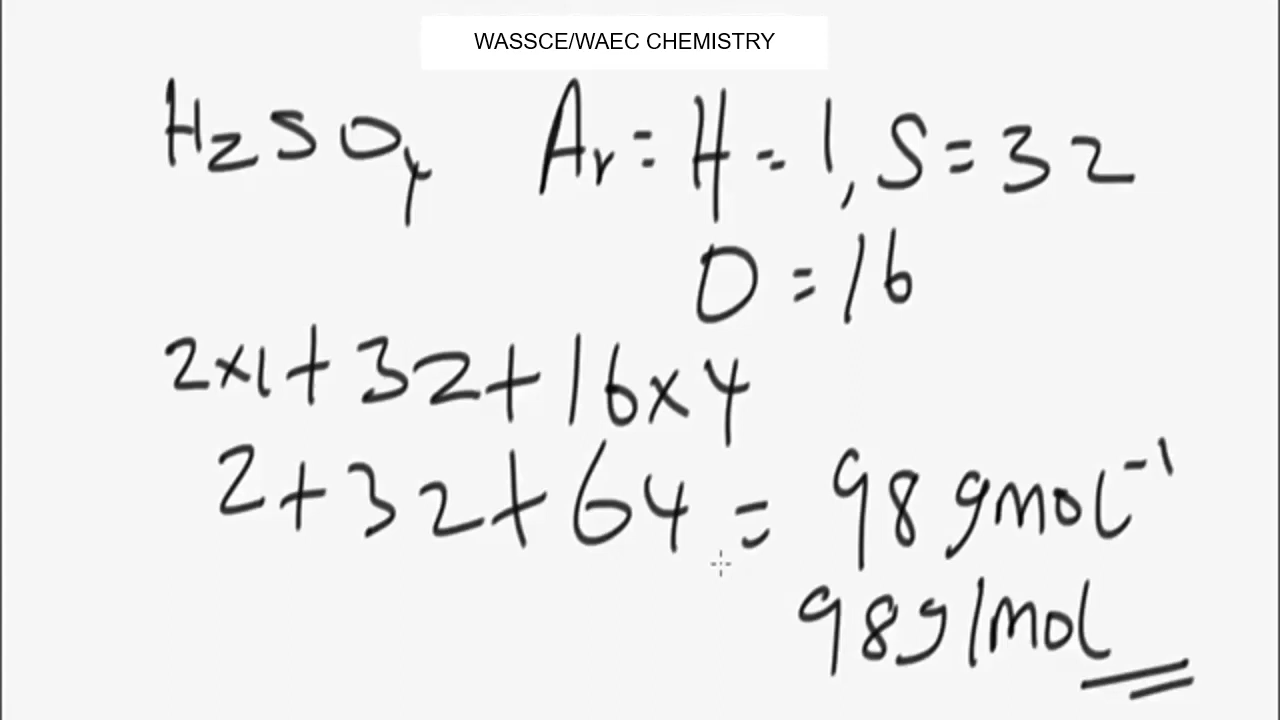 WASSCE/WAEC CHEMISTRY
H₂SO₄ Ar = H = 1, S = 32
O = 16
2×1 + 32 + 16×4
2 + 32 + 64 = 98 gmol⁻¹
98g/mol